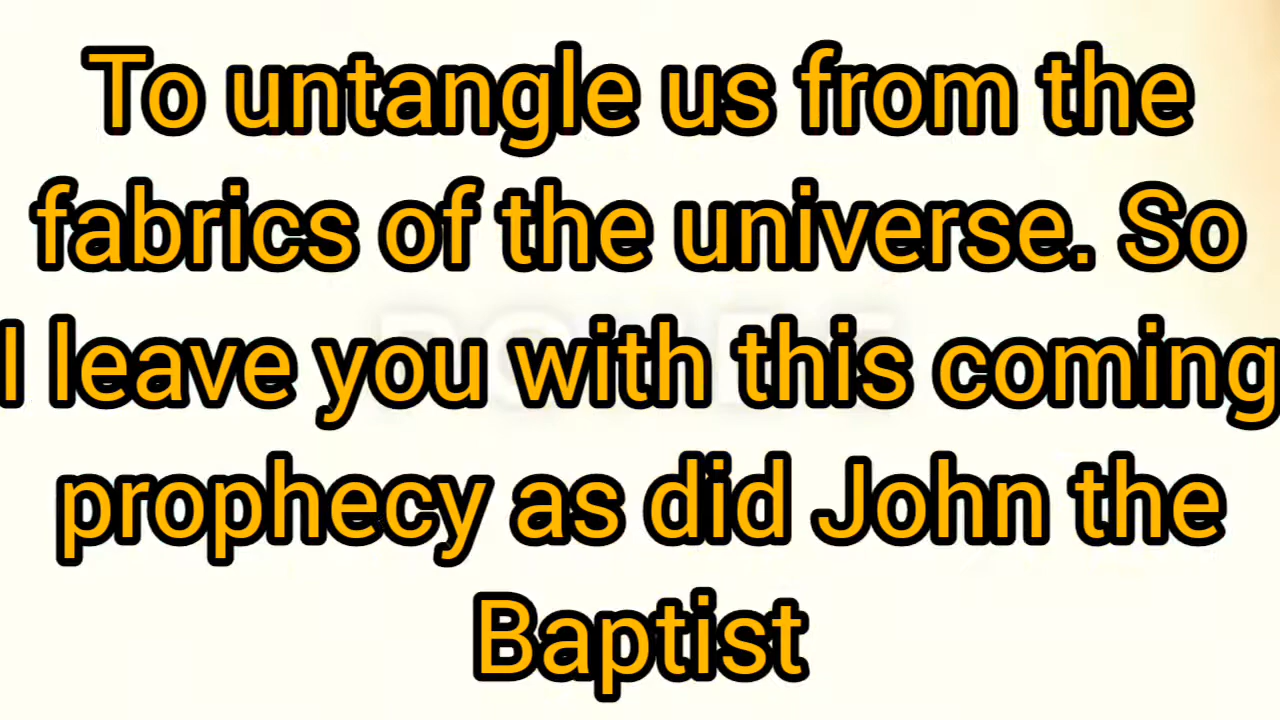 To untangle us from the
fabrics of the universe. So
I leave you with this coming
prophecy as did John the
Baptist